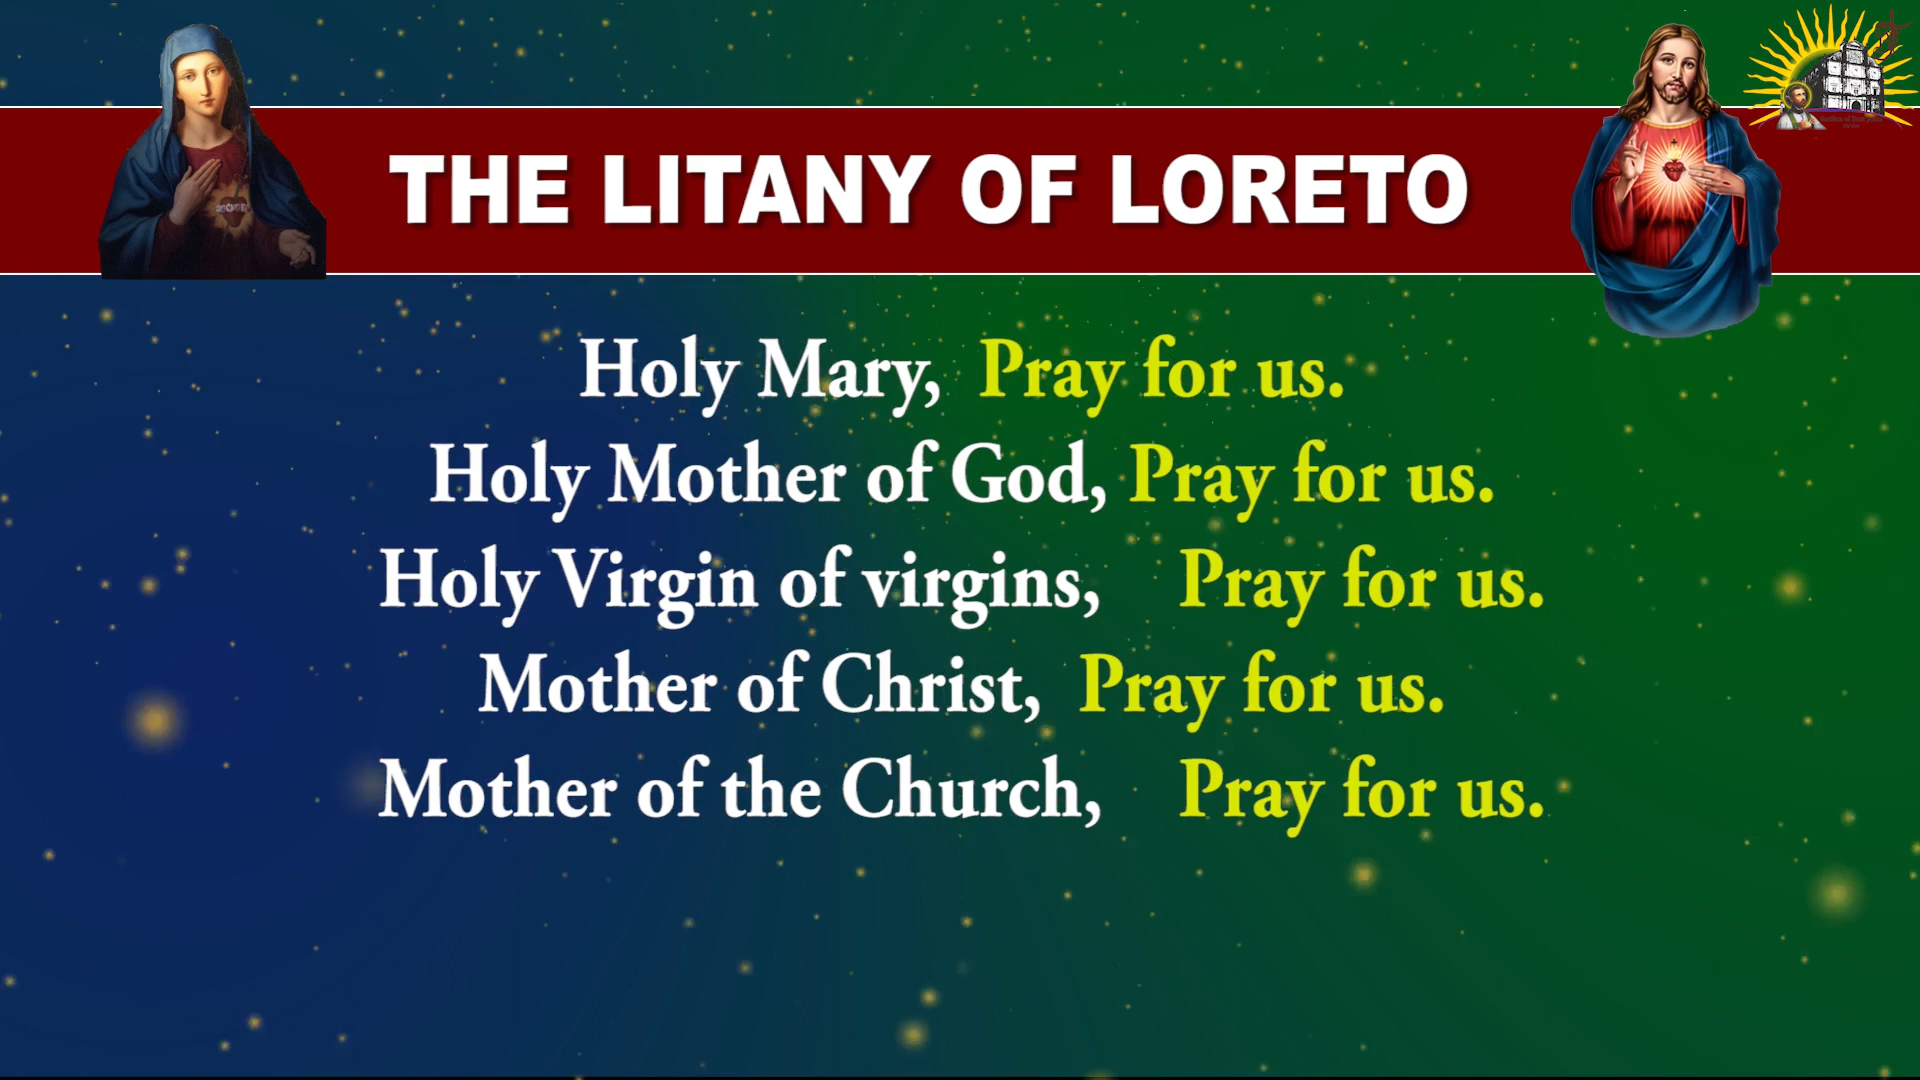 THE LITANY OF LORETO
Holy Mary, Pray for us.
Holy Mother of God, Pray for us.
Holy Virgin of virgins, Pray for us.
Mother of Christ, Pray for us.
Mother of the Church, Pray for us.